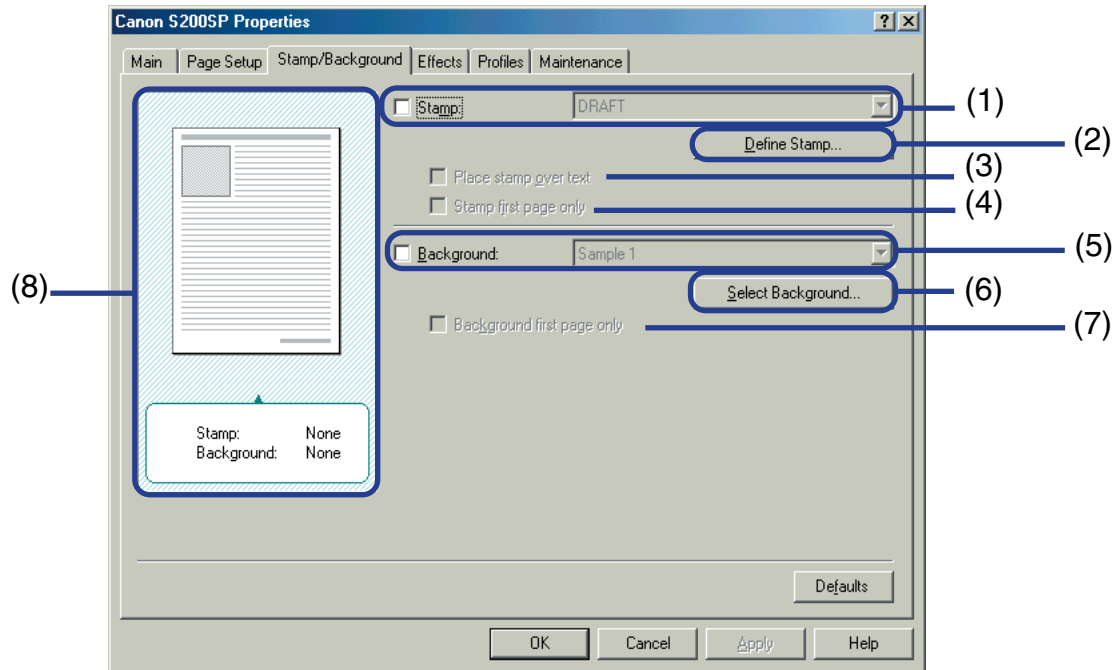 Canon S200SP Properties
Main Page Setup Stamp/Background Effects Profiles Maintenance
Stamp: DRAFT (1)
Define Stamp... (2)
Place stamp over text (3)
Stamp first page only (4)
Background: Sample 1 (5)
(8) Select Background... (6)
Background first page only (7)
Stamp: None
Background: None
Defaults
OK Cancel Apply Help